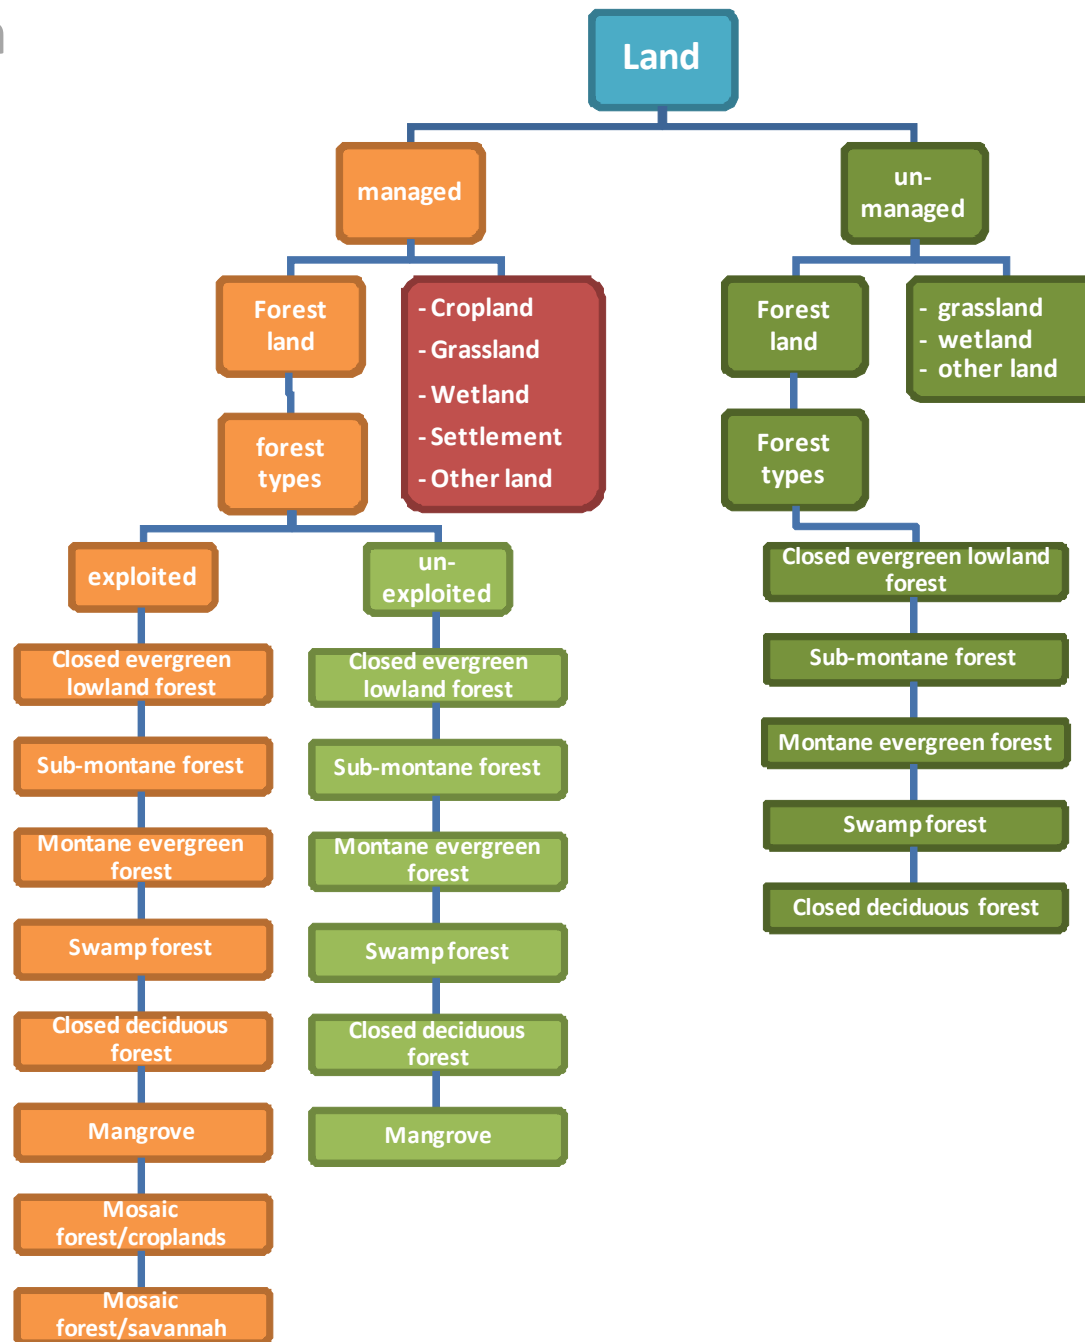 Land
managed
un-
managed
Forest
land
- Cropland
- Grassland
- Wetland
- Settlement
- Other land
Forest
land
- grassland
- wetland
- other land
forest
types
Forest
types
exploited
un-
exploited
Closed evergreen
lowland forest
Sub-montane forest
Montane evergreen
forest
Swamp forest
Closed deciduous
forest
Mangrove
Mosaic
forest/croplands
Mosaic
forest/savannah
Closed evergreen
lowland forest
Sub-montane forest
Montane evergreen
forest
Swamp forest
Closed deciduous
forest
Mangrove
Closed evergreen lowland
forest
Sub-montane forest
Montane evergreen forest
Swamp forest
Closed deciduous forest